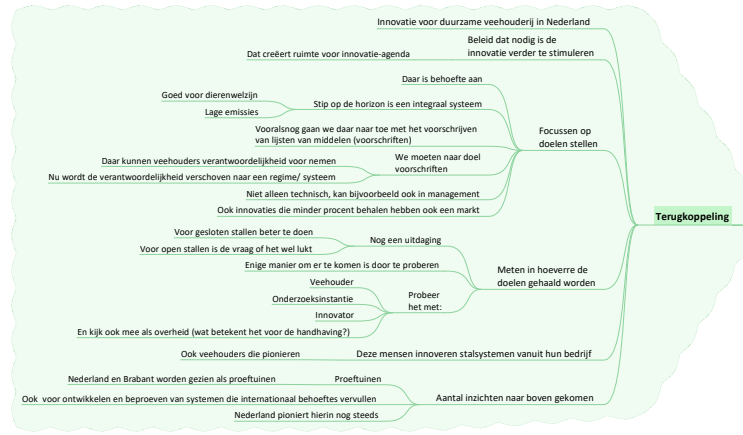 Innovatie voor duurzame veehouderij in Nederland
Beleid dat nodig is de
innovatie verder te stimuleren
Dat creëert ruimte voor innovatie-agenda
Daar is behoefte aan
Goed voor dierenwelzijn
Stip op de horizon is een integraal systeem
Lage emissies
Vooralsnog gaan we daar naar toe met het voorschrijven
van lijsten van middelen (voorschriften)
Focussen op
doelen stellen
Daar kunnen veehouders verantwoordelijkheid voor nemen
We moeten naar doel
voorschriften
Nu wordt de verantwoordelijkheid verschoven naar een regime/ systeem
Niet alleen technisch, kan bijvoorbeeld ook in management
Ook innovaties die minder procent behalen hebben ook een markt
Terugkoppeling
Voor gesloten stallen beter te doen
Nog een uitdaging
Voor open stallen is de vraag of het wel lukt
Enige manier om er te komen is door te proberen
Meten in hoeverre de
doelen gehaald worden
Veehouder
Onderzoeksinstantie
Probeer
het met:
Innovator
En kijk ook mee als overheid (wat betekent het voor de handhaving?)
Ook veehouders die pionieren
Deze mensen innoveren stalsystemen vanuit hun bedrijf
Nederland en Brabant worden gezien als proeftuinen
Proeftuinen
Ook  voor ontwikkelen en beproeven van systemen die internationaal behoeftes vervullen
Aantal inzichten naar boven gekomen
Nederland pioniert hierin nog steeds